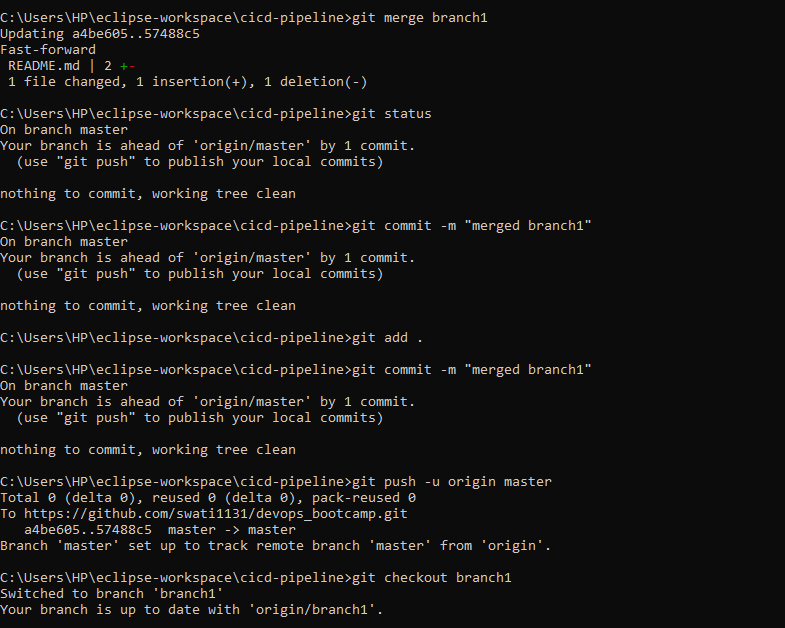 C:\Users\HP\eclipse-workspace\cicd-pipeline>git merge branch1
Updating a4be605..57488c5
Fast-forward
 README.md | 2 +-
 1 file changed, 1 insertion(+), 1 deletion(-)
C:\Users\HP\eclipse-workspace\cicd-pipeline>git status
On branch master
Your branch is ahead of 'origin/master' by 1 commit.
  (use "git push" to publish your local commits)
nothing to commit, working tree clean
C:\Users\HP\eclipse-workspace\cicd-pipeline>git commit -m "merged branch1"
On branch master
Your branch is ahead of 'origin/master' by 1 commit.
  (use "git push" to publish your local commits)
nothing to commit, working tree clean
C:\Users\HP\eclipse-workspace\cicd-pipeline>git add .
C:\Users\HP\eclipse-workspace\cicd-pipeline>git commit -m "merged branch1"
On branch master
Your branch is ahead of 'origin/master' by 1 commit.
  (use "git push" to publish your local commits)
nothing to commit, working tree clean
C:\Users\HP\eclipse-workspace\cicd-pipeline>git push -u origin master
Total 0 (delta 0), reused 0 (delta 0), pack-reused 0
To https://github.com/swati1131/devops_bootcamp.git
   a4be605..57488c5  master -> master
Branch 'master' set up to track remote branch 'master' from 'origin'.
C:\Users\HP\eclipse-workspace\cicd-pipeline>git checkout branch1
Switched to branch 'branch1'
Your branch is up to date with 'origin/branch1'.